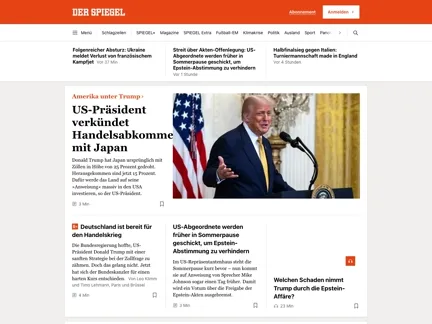 DER SPIEGEL
Abonnement
Anmelden ›
Menü
Schlagzeilen
SPIEGEL+
Magazine
SPIEGEL Extra
Fußball-EM
Klimakrise
Politik
Ausland
Sport
Folgenreicher Absturz: Ukraine
meldet Verlust von französischem
Kampfjet
Vor 37 Min
Streit über Akten-Offenlegung: US-
Abgeordnete werden früher in
Sommerpause geschickt, um
Epstein-Abstimmung zu verhindern
Vor 1 Stunde
Halbfinalsieg gegen Italien:
Turniermannschaft made in England
Vor 4 Stunden
Amerika unter Trump ›
US-Präsident
verkündet
Handelsabkomme
mit Japan
Donald Trump hat Japan ursprünglich mit
Zöllen in Höhe von 25 Prozent gedroht.
Herausgekommen sind jetzt 15 Prozent.
Dafür werde das Land auf seine
«Anweisung» massiv in den USA
investieren, so der US-Präsident.
3 Min
Deutschland ist bereit für
den Handelskrieg
Die Bundesregierung hoffte, US-
Präsident Donald Trump mit einer
sanften Strategie bei der Zollfrage zu
zähmen. Doch das gelingt nicht. Jetzt
hat sich der Bundeskanzler für einen
harten Kurs entschieden. Von Leo Klimm
und Timo Lehmann, Paris und Brüssel
4 Min
US-Abgeordnete werden
früher in Sommerpause
geschickt, um Epstein-
Abstimmung zu verhindern
Im US-Repräsentantenhaus steht die
Sommerpause kurz bevor – nun kommt
sie auf Anweisung von Sprecher Mike
Johnson sogar einen Tag früher. Damit
wird ein Votum über die Freigabe der
Epstein-Akten ausgebremst.
3 Min
Welchen Schaden nimmt
Trump durch die Epstein-
Affäre?
23 Min